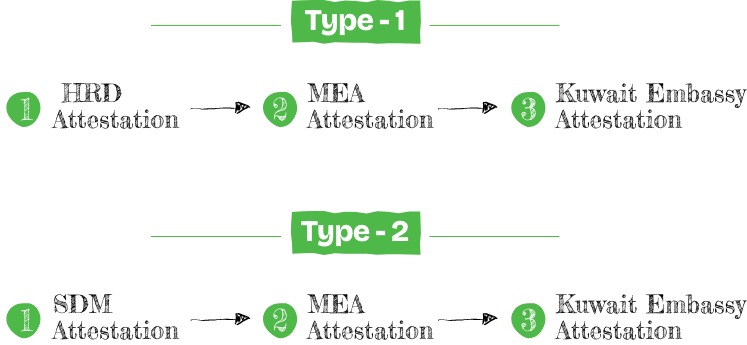 Type - 1
1 HRD Attestation
2 MEA Attestation
3 Kuwait Embassy Attestation
Type - 2
1 SDM Attestation
2 MEA Attestation
3 Kuwait Embassy Attestation